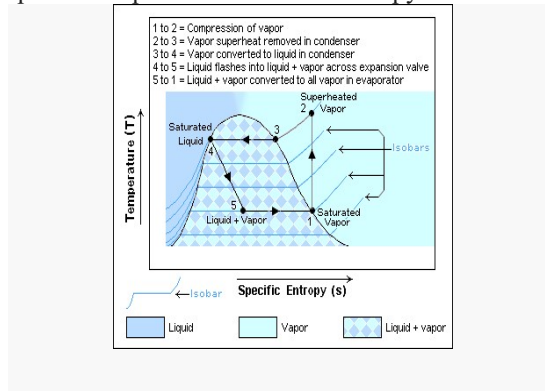 1 to 2 = Compression of vapor
2 to 3 = Vapor superheat removed in condenser
3 to 4 = Vapor converted to liquid in condenser
4 to 5 = Liquid flashes into liquid + vapor across expansion valve
5 to 1 = Liquid + vapor converted to all vapor in evaporator
Temperature (T)
Superheated
2 Vapor
Saturated
Liquid
3
4
Isobars
5
Liquid + Vapor
1
Saturated
Vapor
Isobar
Specific Entropy (s)
Liquid
Vapor
Liquid + vapor